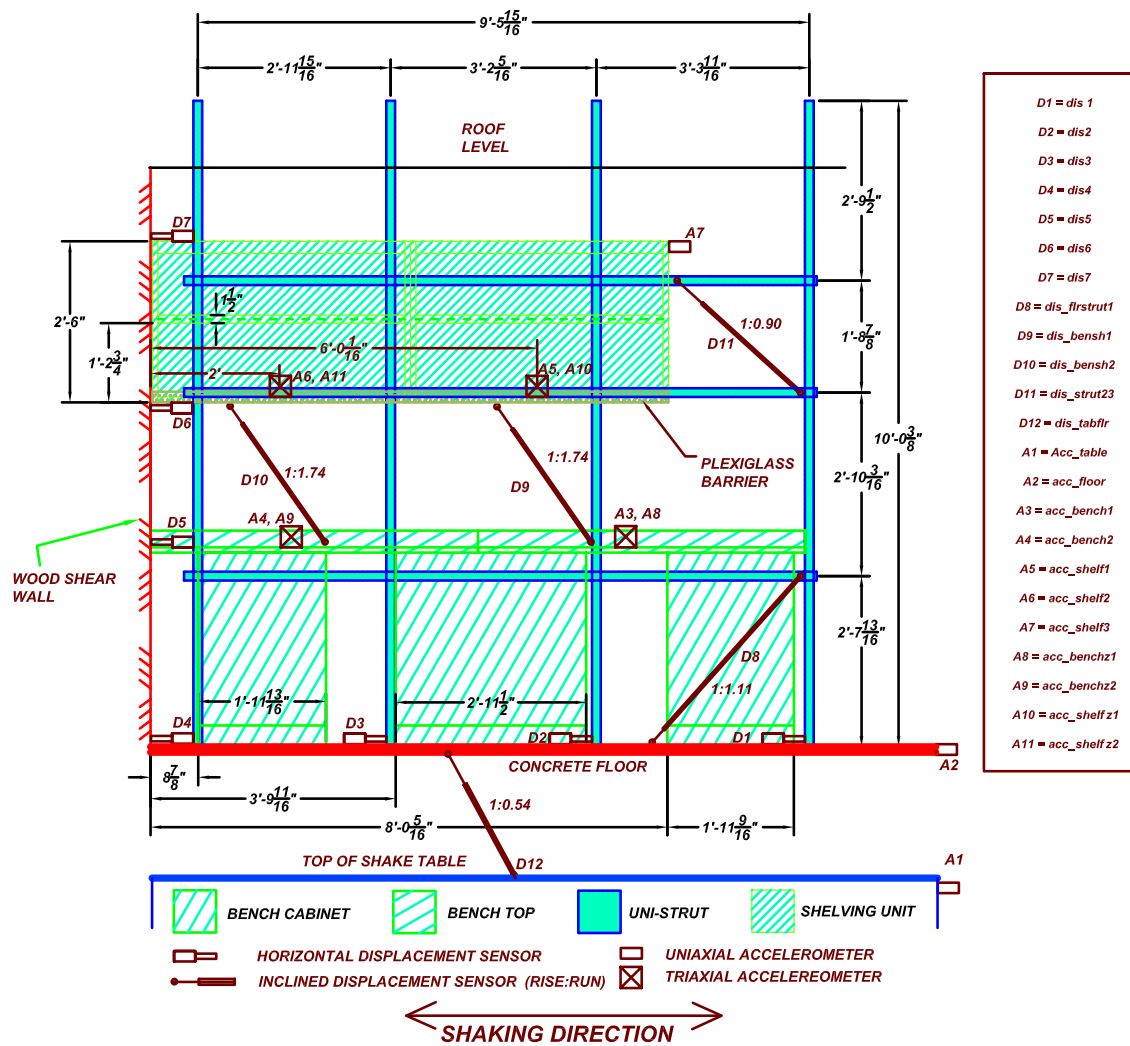 9'-5 15/16"
2'-11 15/16"
3'-2 5/16"
3'-3 11/16"
ROOF
LEVEL
D7
A7
2'-9 1/2"
2'-6"
1 1/2"
1'-2 3/4"
6'-0 1/16"
2'
A6, A11
A5, A10
1:0.90
D11
1'-8 7/8"
10'-0 3/8"
D6
D10
1:1.74
D9
1:1.74
PLEXIGLASS
BARRIER
2'-10 3/16"
D5
A4, A9
A3, A8
WOOD SHEAR
WALL
2'-7 13/16"
D8
1:1.11
1'-11 13/16"
2'-11 1/2"
D4
D3
D2
D1
CONCRETE FLOOR
A2
8 7/8"
3'-9 11/16"
8'-0 5/16"
1'-11 9/16"
1:0.54
D12
TOP OF SHAKE TABLE
A1
BENCH CABINET
BENCH TOP
UNI-STRUT
SHELVING UNIT
HORIZONTAL DISPLACEMENT SENSOR
UNIAXIAL ACCELEROMETER
INCLINED DISPLACEMENT SENSOR (RISE:RUN)
TRIAXIAL ACCELEREOMETER
SHAKING DIRECTION
D1 = dis 1
D2 = dis2
D3 = dis3
D4 = dis4
D5 = dis5
D6 = dis6
D7 = dis7
D8 = dis_flrstrut1
D9 = dis_bensh1
D10 = dis_bensh2
D11 = dis_strut23
D12 = dis_tabflr
A1 = Acc_table
A2 = acc_floor
A3 = acc_bench1
A4 = acc_bench2
A5 = acc_shelf1
A6 = acc_shelf2
A7 = acc_shelf3
A8 = acc_benchz1
A9 = acc_benchz2
A10 = acc_shelfz1
A11 = acc_shelfz2